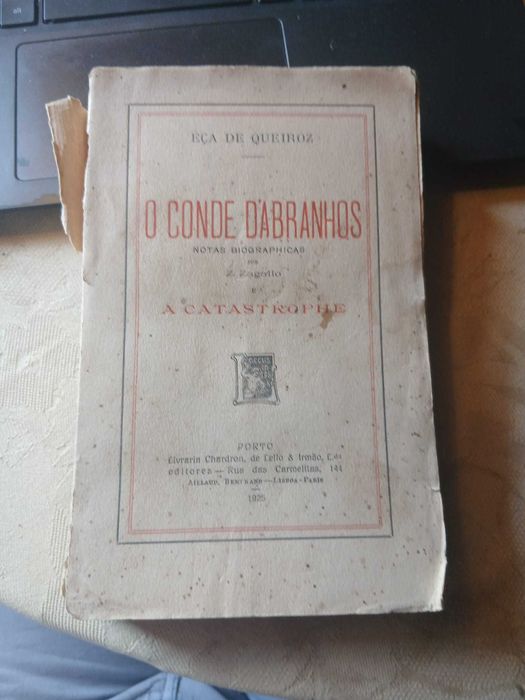 EÇA DE QUEIROZ
O CONDE D'ABRANHOS
NOTAS BIOGRAPHICAS
POR
Z. Zagallo
E
A CATASTROPHE
PORTO
Livraria Chardron, de Lello & Irmão, L.da
editores — Rua das Carmelitas, 144
AILLAUD, BERTRAND — LISBOA-PARIS
1925